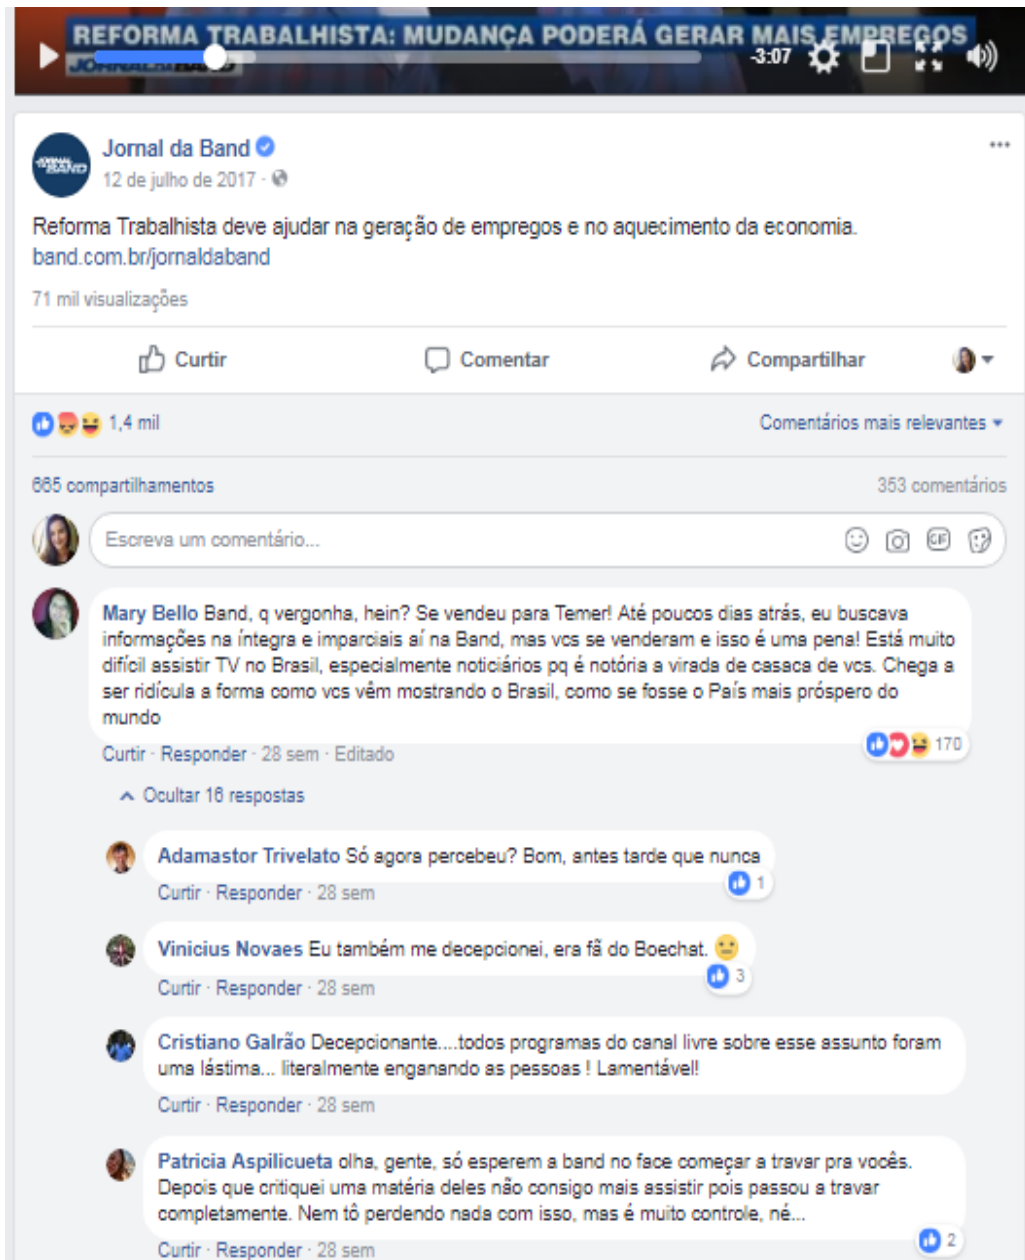 REFORMA TRABALHISTA: MUDANÇA PODERÁ GERAR MAIS EMPREGOS
JORNAL DA BAND
-3:07
JORNAL DA BAND
Jornal da Band
12 de julho de 2017 ·
Reforma Trabalhista deve ajudar na geração de empregos e no aquecimento da economia.
band.com.br/jornaldaband
71 mil visualizações
Curtir Comentar Compartilhar
1,4 mil Comentários mais relevantes
665 compartilhamentos 353 comentários
Escreva um comentário... GIF
Mary Bello Band, q vergonha, hein? Se vendeu para Temer! Até poucos dias atrás, eu buscava
informações na íntegra e imparciais aí na Band, mas vcs se venderam e isso é uma pena! Está muito
difícil assistir TV no Brasil, especialmente noticiários pq é notória a virada de casaca de vcs. Chega a
ser ridícula a forma como vcs vêm mostrando o Brasil, como se fosse o País mais próspero do
mundo
170
Curtir · Responder · 28 sem · Editado
Ocultar 16 respostas
Adamastor Trivelato Só agora percebeu? Bom, antes tarde que nunca
1
Curtir · Responder · 28 sem
Vinicius Novaes Eu também me decepcionei, era fã do Boechat. 😐
3
Curtir · Responder · 28 sem
Cristiano Galrão Decepcionante....todos programas do canal livre sobre esse assunto foram
uma lástima... literalmente enganando as pessoas ! Lamentável!
Curtir · Responder · 28 sem
Patricia Aspilicueta olha, gente, só esperem a band no face começar a travar pra vocês.
Depois que critiquei uma matéria deles não consigo mais assistir pois passou a travar
completamente. Nem tô perdendo nada com isso, mas é muito controle, né...
2
Curtir · Responder · 28 sem